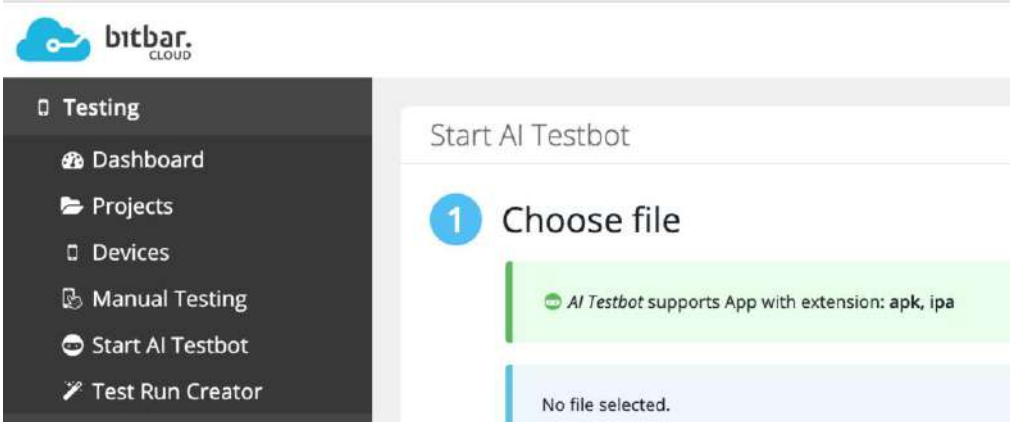 bitbar.
CLOUD
Testing
Dashboard
Projects
Devices
Manual Testing
Start AI Testbot
Test Run Creator
Start AI Testbot
1 Choose file
AI Testbot supports App with extension: apk, ipa
No file selected.